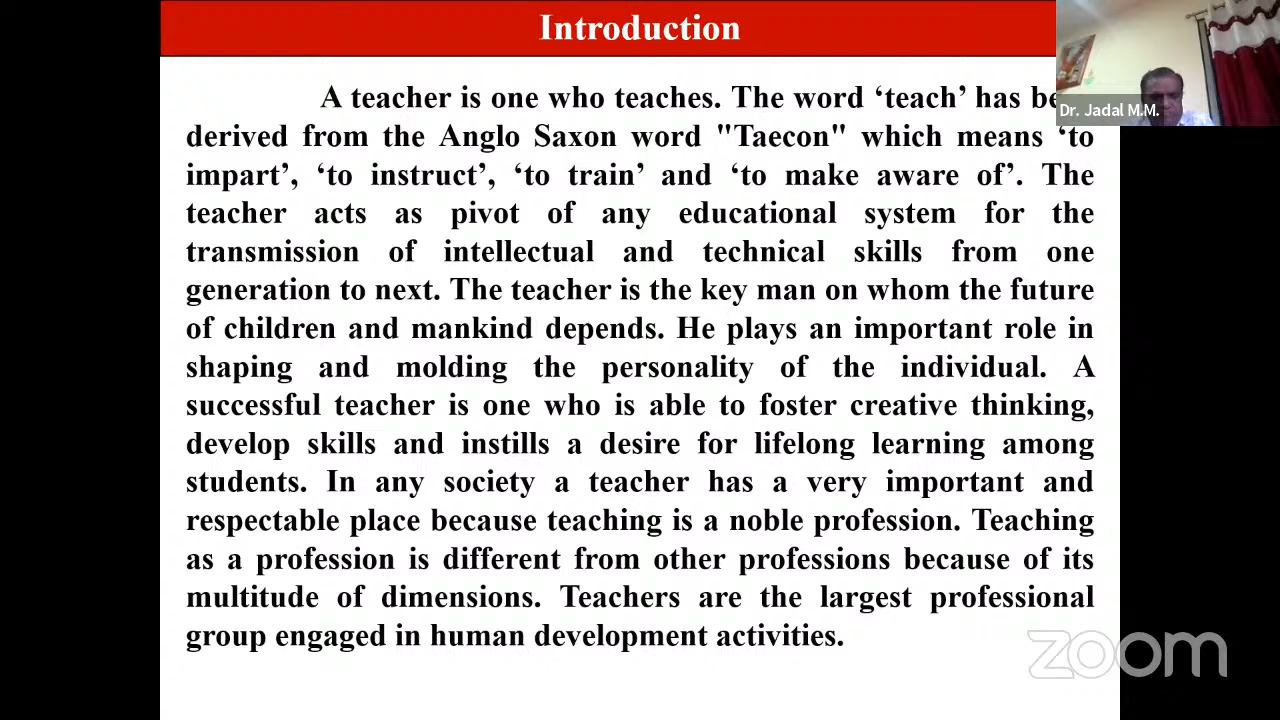 Introduction
A teacher is one who teaches. The word ‘teach’ has
derived from the Anglo Saxon word "Taecon" which means ‘to
impart’, ‘to instruct’, ‘to train’ and ‘to make aware of’. The
teacher acts as pivot of any educational system for the
transmission of intellectual and technical skills from one
generation to next. The teacher is the key man on whom the future
of children and mankind depends. He plays an important role in
shaping and molding the personality of the individual. A
successful teacher is one who is able to foster creative thinking,
develop skills and instills a desire for lifelong learning among
students. In any society a teacher has a very important and
respectable place because teaching is a noble profession. Teaching
as a profession is different from other professions because of its
multitude of dimensions. Teachers are the largest professional
group engaged in human development activities.
Dr. Jadal M.M.
zoom